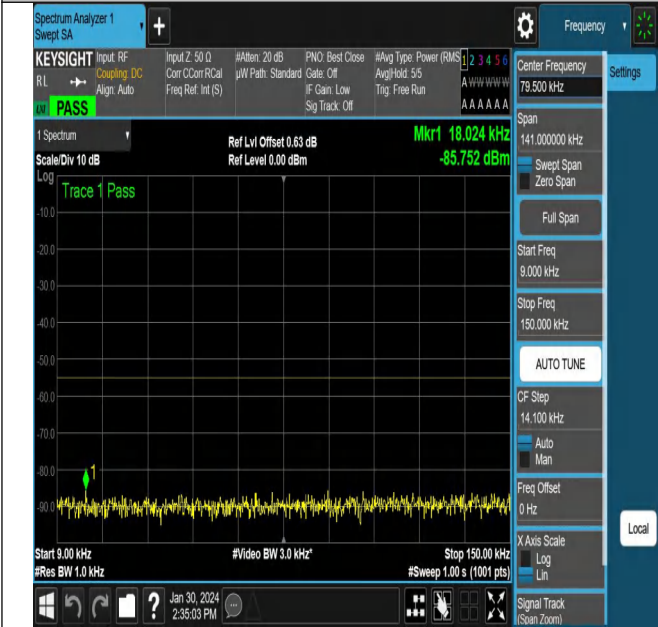 Spectrum Analyzer 1
Swept SA
+
Frequency
KEYSIGHT
RL
PASS
Input: RF
Coupling: DC
Align: Auto
Input Z: 50 Ω
Corr CCorr RCal
Freq Ref: Int (S)
#Atten: 20 dB
µW Path: Standard
PNO: Best Close
Gate: Off
IF Gain: Low
Sig Track: Off
#Avg Type: Power (RMS
Avg|Hold: 5/5
Trig: Free Run
1 2 3 4 5 6
A W W W W W
A A A A A A
1 Spectrum
Scale/Div 10 dB
Ref Lvl Offset 0.63 dB
Ref Level 0.00 dBm
Mkr1 18.024 kHz
-85.752 dBm
Log
Trace 1 Pass
-10.0
-20.0
-30.0
-40.0
-50.0
-60.0
-70.0
-80.0
-90.0
1
Start 9.00 kHz
#Res BW 1.0 kHz
#Video BW 3.0 kHz*
Stop 150.00 kHz
#Sweep 1.00 s (1001 pts)
?
Jan 30, 2024
2:35:03 PM
Center Frequency
79.500 kHz
Settings
Span
141.000000 kHz
Swept Span
Zero Span
Full Span
Start Freq
9.000 kHz
Stop Freq
150.000 kHz
AUTO TUNE
CF Step
14.100 kHz
Auto
Man
Freq Offset
0 Hz
X Axis Scale
Log
Lin
Local
Signal Track
(Span Zoom)